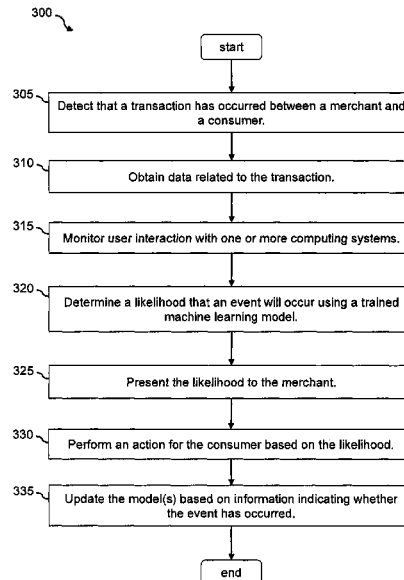 300
start
305
Detect that a transaction has occurred between a merchant and
a consumer.
310
Obtain data related to the transaction.
315
Monitor user interaction with one or more computing systems.
320
Determine a likelihood that an event will occur using a trained
machine learning model.
325
Present the likelihood to the merchant.
330
Perform an action for the consumer based on the likelihood.
335
Update the model(s) based on information indicating whether
the event has occurred.
end